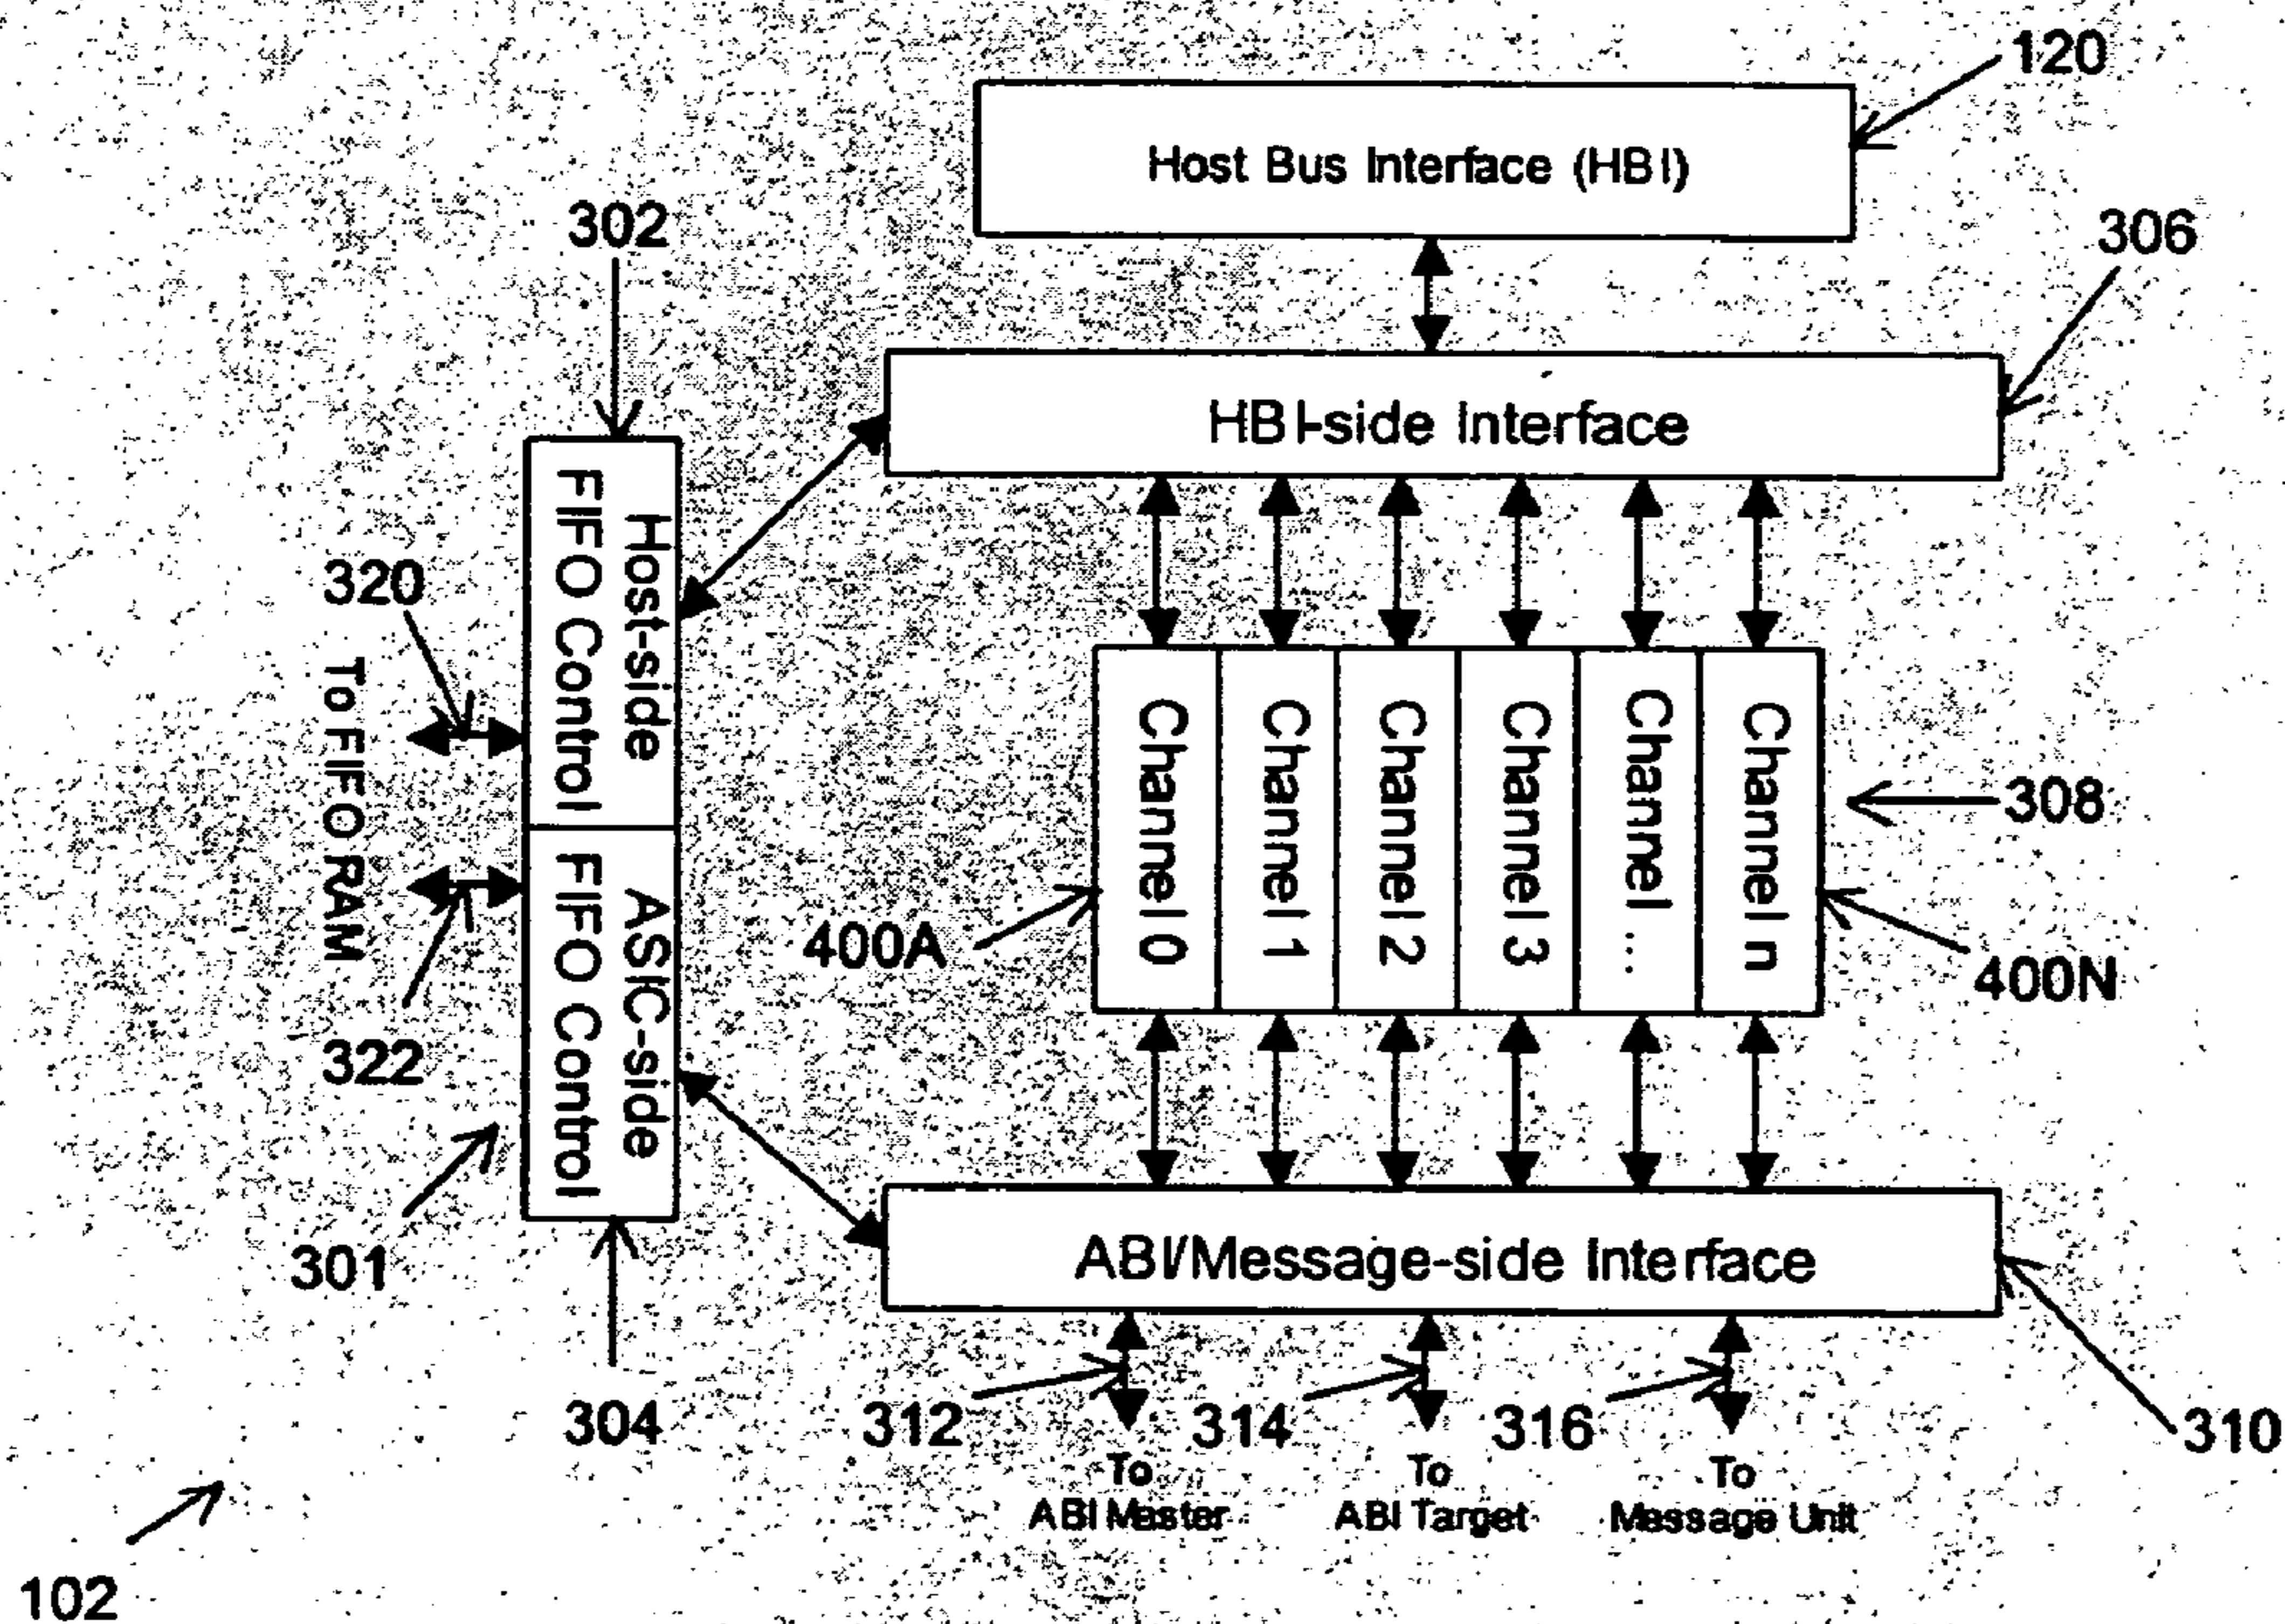 120
Host Bus Interface (HBI)
302
306
HBI-side Interface
320
To FIFO RAM
Host-side
FIFO Control
ASIC-side
FIFO Control
Channel 0
Channel 1
Channel 2
Channel 3
Channel ...
Channel n
308
400A
400N
322
301
ABI/Message-side Interface
304
312
314
316
310
To
ABI Master
To
ABI Target
To
Message Unit
102